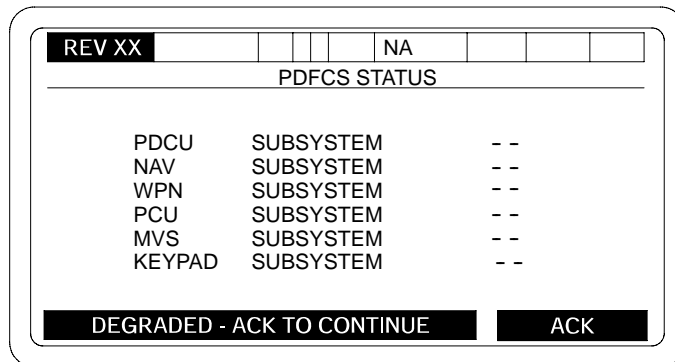 REV XX NA
PDFCS STATUS
PDCU SUBSYSTEM - -
NAV SUBSYSTEM - -
WPN SUBSYSTEM - -
PCU SUBSYSTEM - -
MVS SUBSYSTEM - -
KEYPAD SUBSYSTEM - -
DEGRADED - ACK TO CONTINUE ACK